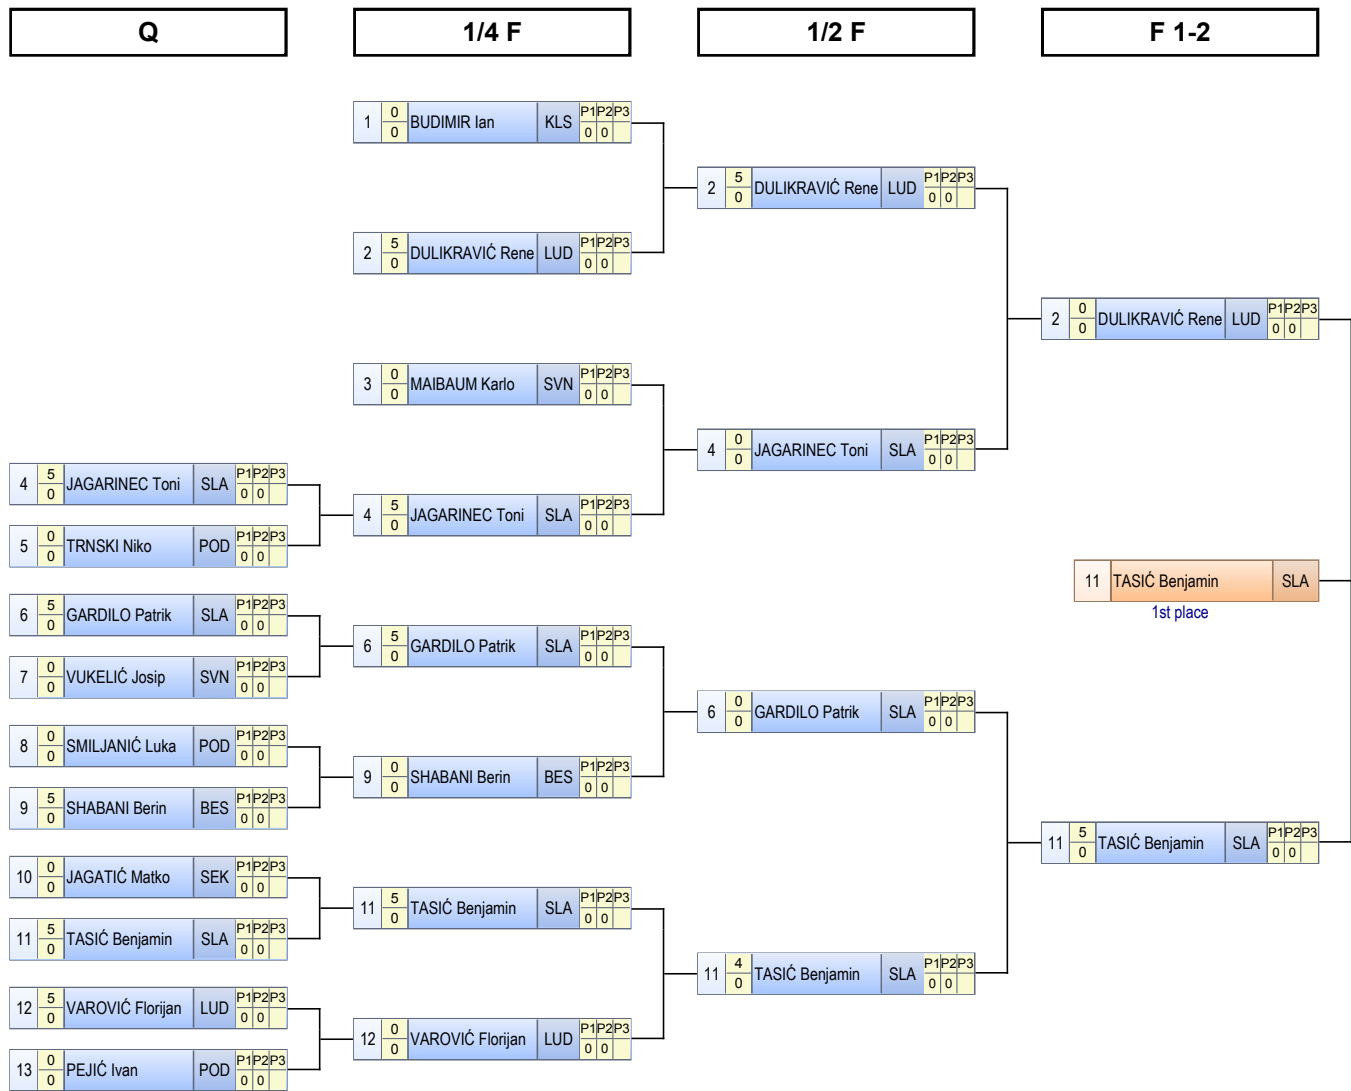 Q
1/4 F
1/2 F
F 1-2
1 0 0 BUDIMIR Ian KLS P1 P2 P3 0 0
2 5 0 DULIKRAVIĆ Rene LUD P1 P2 P3 0 0
2 5 0 DULIKRAVIĆ Rene LUD P1 P2 P3 0 0
2 0 0 DULIKRAVIĆ Rene LUD P1 P2 P3 0 0
3 0 0 MAIBAUM Karlo SVN P1 P2 P3 0 0
4 0 0 JAGARINEC Toni SLA P1 P2 P3 0 0
4 5 0 JAGARINEC Toni SLA P1 P2 P3 0 0
4 5 0 JAGARINEC Toni SLA P1 P2 P3 0 0
5 0 0 TRNSKI Niko POD P1 P2 P3 0 0
11 TASIĆ Benjamin SLA
1st place
6 5 0 GARDILO Patrik SLA P1 P2 P3 0 0
6 5 0 GARDILO Patrik SLA P1 P2 P3 0 0
7 0 0 VUKELIĆ Josip SVN P1 P2 P3 0 0
6 0 0 GARDILO Patrik SLA P1 P2 P3 0 0
8 0 0 SMILJANIĆ Luka POD P1 P2 P3 0 0
9 0 0 SHABANI Berin BES P1 P2 P3 0 0
9 5 0 SHABANI Berin BES P1 P2 P3 0 0
11 5 0 TASIĆ Benjamin SLA P1 P2 P3 0 0
10 0 0 JAGATIĆ Matko SEK P1 P2 P3 0 0
11 5 0 TASIĆ Benjamin SLA P1 P2 P3 0 0
11 5 0 TASIĆ Benjamin SLA P1 P2 P3 0 0
11 4 0 TASIĆ Benjamin SLA P1 P2 P3 0 0
12 5 0 VAROVIĆ Florijan LUD P1 P2 P3 0 0
12 0 0 VAROVIĆ Florijan LUD P1 P2 P3 0 0
13 0 0 PEJIĆ Ivan POD P1 P2 P3 0 0